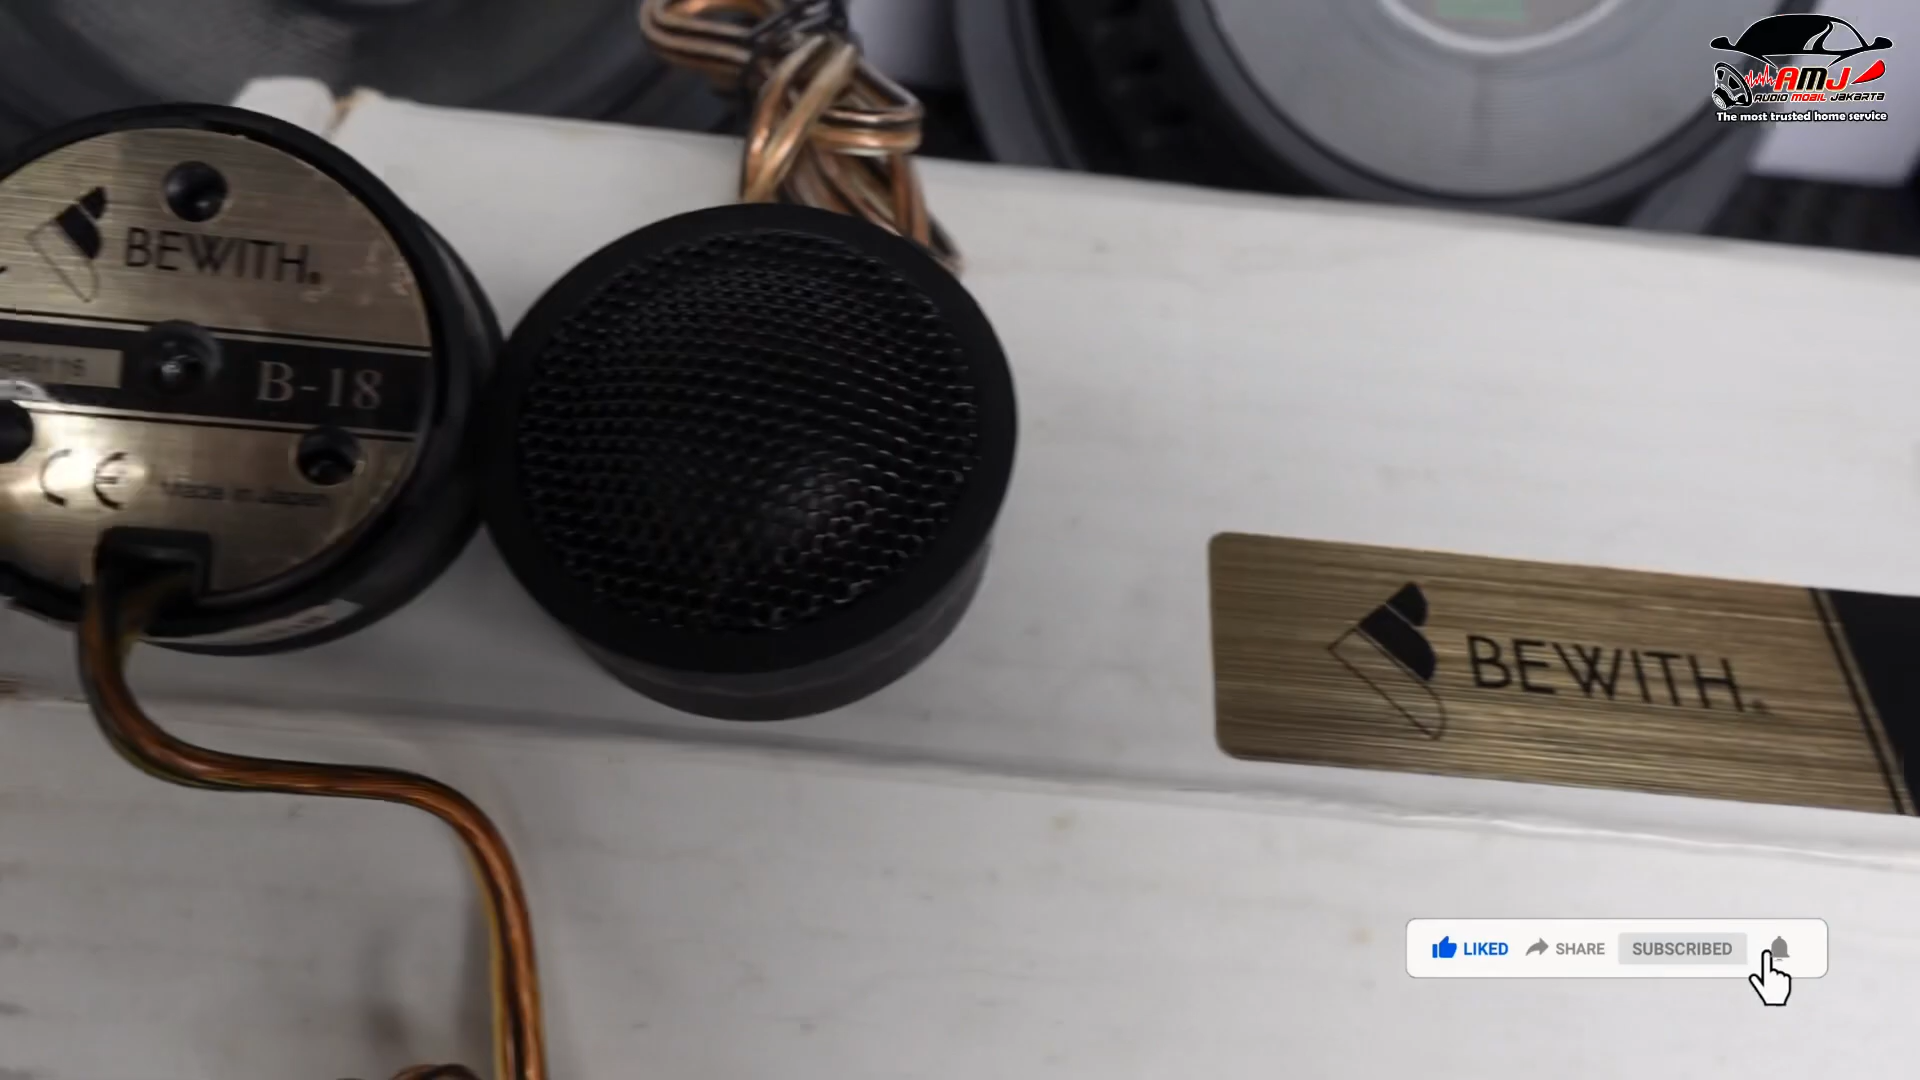 AMJ
AUDIO MOBIL JAKARTA
The most trusted home service
BEWITH
B-18
CE
Made in Japan
BEWITH
LIKED SHARE SUBSCRIBED